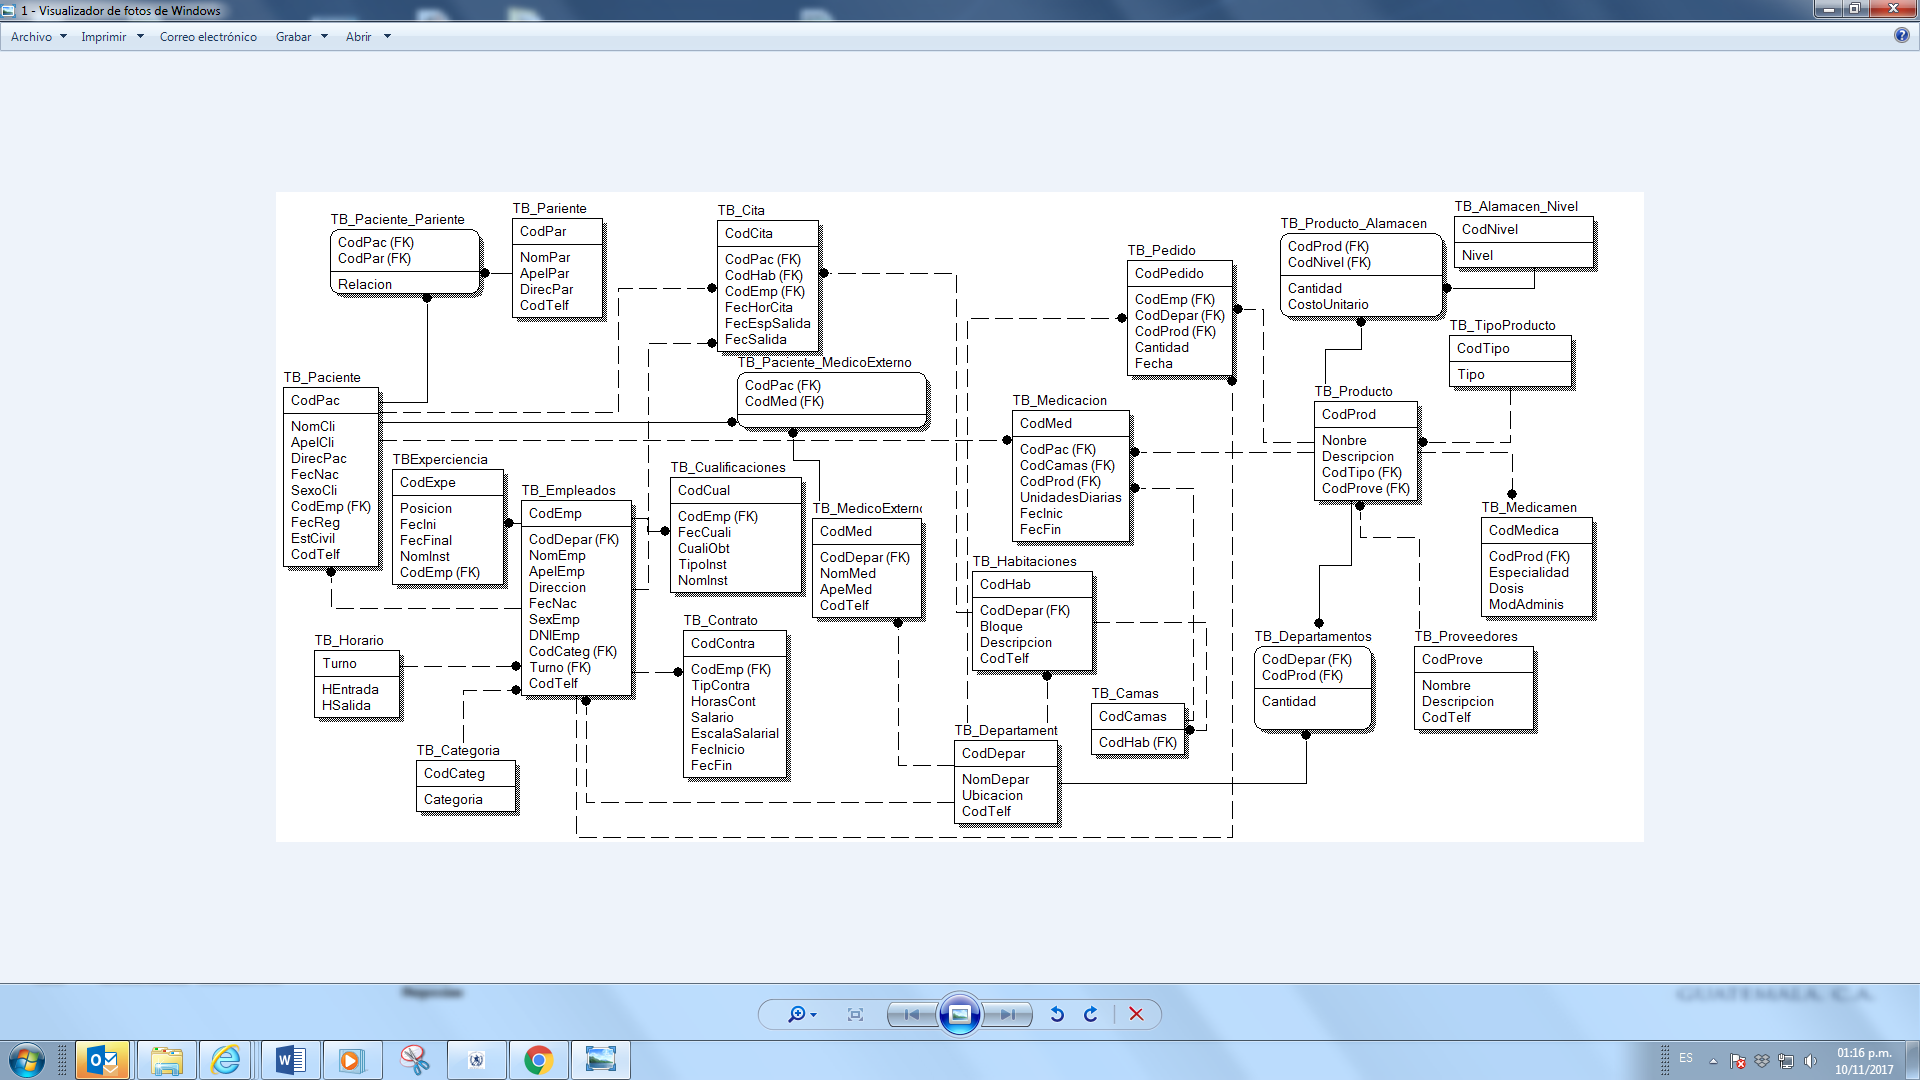 1 - Visualizador de fotos de Windows
Archivo
Imprimir
Correo electrónico
Grabar
Abrir
TB_Paciente_Pariente
CodPac (FK)
CodPar (FK)
Relacion
TB_Pariente
CodPar
NomPar
ApelPar
DirecPar
CodTelf
TB_Cita
CodCita
CodPac (FK)
CodHab (FK)
CodEmp (FK)
FecHorCita
FecEspSalida
FecSalida
TB_Pedido
CodPedido
CodEmp (FK)
CodDepar (FK)
CodProd (FK)
Cantidad
Fecha
TB_Producto_Alamacen
CodProd (FK)
CodNivel (FK)
Cantidad
CostoUnitario
TB_Alamacen_Nivel
CodNivel
Nivel
TB_TipoProducto
CodTipo
Tipo
TB_Paciente
CodPac
NomCli
ApelCli
DirecPac
FecNac
SexoCli
CodEmp (FK)
FecReg
EstCivil
CodTelf
TB_Paciente_MedicoExterno
CodPac (FK)
CodMed (FK)
TB_Medicacion
CodMed
CodPac (FK)
CodCamas (FK)
CodProd (FK)
UnidadesDiarias
FecInic
FecFin
TB_Producto
CodProd
Nonbre
Descripcion
CodTipo (FK)
CodProve (FK)
TBExperciencia
CodExpe
Posicion
FecIni
FecFinal
NomInst
CodEmp (FK)
TB_Empleados
CodEmp
CodDepar (FK)
NomEmp
ApelEmp
Direccion
FecNac
SexEmp
DNIEmp
CodCateg (FK)
Turno (FK)
CodTelf
TB_Cualificaciones
CodCual
CodEmp (FK)
FecCuali
CualiObt
TipoInst
NomInst
TB_MedicoExterno
CodMed
CodDepar (FK)
NomMed
ApeMed
CodTelf
TB_Medicamen
CodMedica
CodProd (FK)
Especialidad
Dosis
ModAdminis
TB_Habitaciones
CodHab
CodDepar (FK)
Bloque
Descripcion
CodTelf
TB_Horario
Turno
HEntrada
HSalida
TB_Contrato
CodContra
CodEmp (FK)
TipContra
HorasCont
Salario
EscalaSalarial
FecInicio
FecFin
TB_Departamentos
CodDepar (FK)
CodProd (FK)
Cantidad
TB_Proveedores
CodProve
Nombre
Descripcion
CodTelf
TB_Camas
CodCamas
CodHab (FK)
TB_Categoria
CodCateg
Categoria
TB_Departament
CodDepar
NomDepar
Ubicacion
CodTelf
GUATEMALA, C.A.
ES
01:16 p.m.
10/11/2017